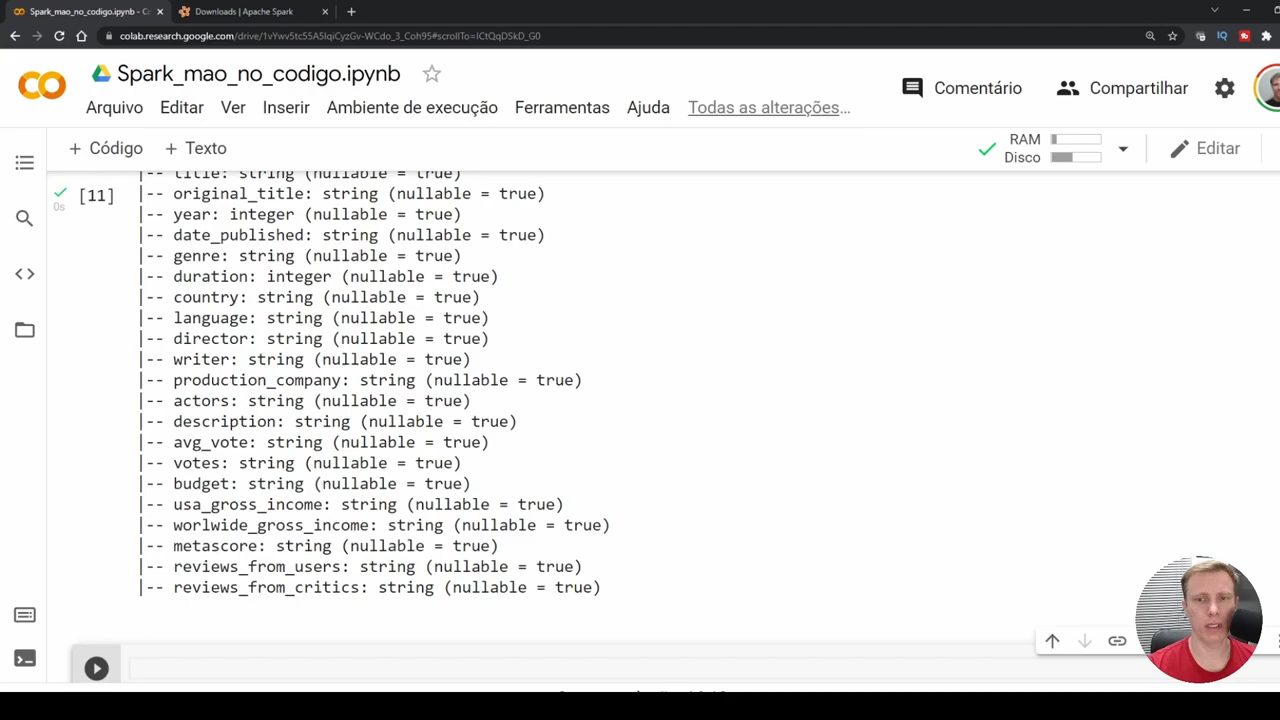 Spark_mao_no_codigo.ipynb - C
Downloads | Apache Spark
colab.research.google.com/drive/1vYwv5tc55A5IqiCyzGv-WCdo_3_Coh95#scrollTo=ICtQqDSkD_G0
Spark_mao_no_codigo.ipynb
Comentário
Compartilhar
Arquivo Editar Ver Inserir Ambiente de execução Ferramentas Ajuda Todas as alterações…
+ Código + Texto
RAM
Disco
Editar
|-- title: string (nullable = true)
[11]
0s
|-- original_title: string (nullable = true)
|-- year: integer (nullable = true)
|-- date_published: string (nullable = true)
|-- genre: string (nullable = true)
|-- duration: integer (nullable = true)
|-- country: string (nullable = true)
|-- language: string (nullable = true)
|-- director: string (nullable = true)
|-- writer: string (nullable = true)
|-- production_company: string (nullable = true)
|-- actors: string (nullable = true)
|-- description: string (nullable = true)
|-- avg_vote: string (nullable = true)
|-- votes: string (nullable = true)
|-- budget: string (nullable = true)
|-- usa_gross_income: string (nullable = true)
|-- worlwide_gross_income: string (nullable = true)
|-- metascore: string (nullable = true)
|-- reviews_from_users: string (nullable = true)
|-- reviews_from_critics: string (nullable = true)